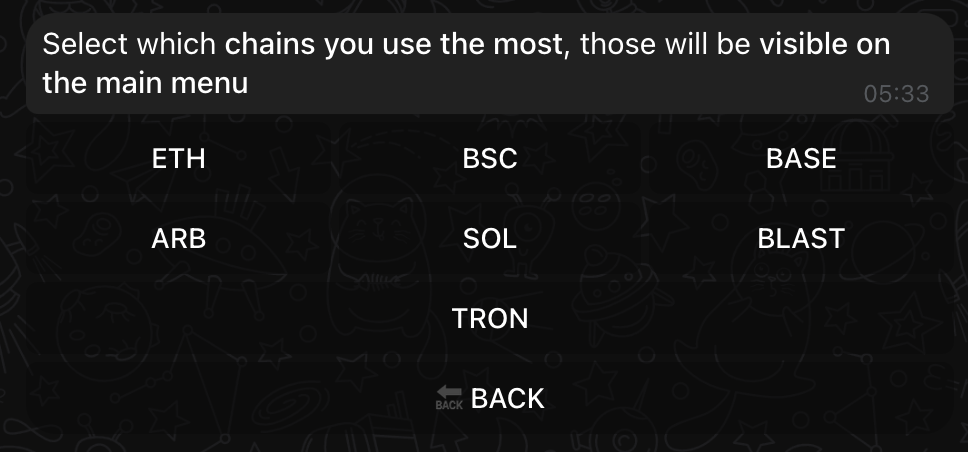 Select which chains you use the most, those will be visible on
the main menu
05:33
ETH BSC BASE
ARB SOL BLAST
TRON
BACK BACK